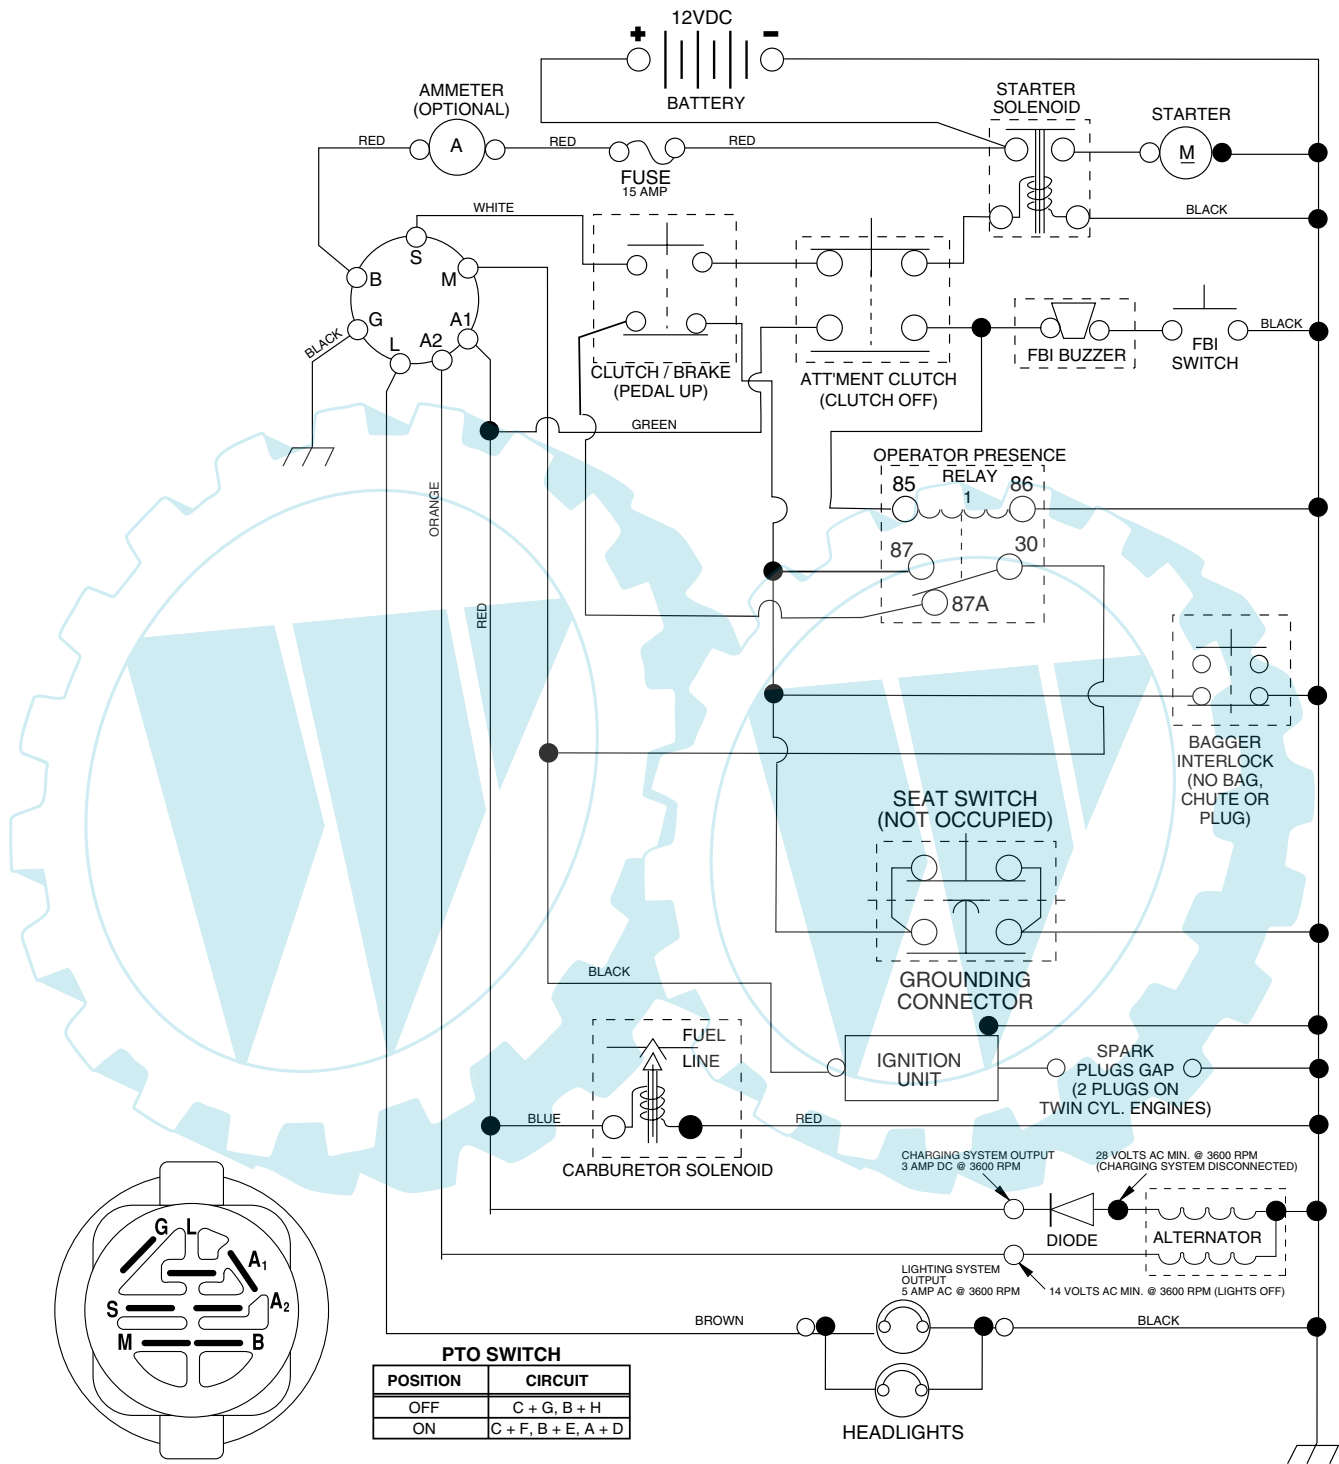 12VDC
+ -
BATTERY
AMMETER
(OPTIONAL)
STARTER
SOLENOID
STARTER
RED
A
RED
RED
M
FUSE
15 AMP
WHITE
BLACK
S
B
M
G
A1
L
A2
BLACK
CLUTCH / BRAKE
(PEDAL UP)
ATT'MENT CLUTCH
(CLUTCH OFF)
FBI BUZZER
FBI
SWITCH
BLACK
GREEN
OPERATOR PRESENCE
RELAY
85
1
86
87
30
87A
ORANGE
RED
BAGGER
INTERLOCK
(NO BAG,
CHUTE OR
PLUG)
SEAT SWITCH
(NOT OCCUPIED)
GROUNDING
CONNECTOR
BLACK
FUEL
LINE
IGNITION
UNIT
SPARK
PLUGS GAP
(2 PLUGS ON
TWIN CYL. ENGINES)
BLUE
RED
CARBURETOR SOLENOID
CHARGING SYSTEM OUTPUT
3 AMP DC @ 3600 RPM
28 VOLTS AC MIN. @ 3600 RPM
(CHARGING SYSTEM DISCONNECTED)
DIODE
ALTERNATOR
LIGHTING SYSTEM
OUTPUT
5 AMP AC @ 3600 RPM
14 VOLTS AC MIN. @ 3600 RPM (LIGHTS OFF)
BROWN
BLACK
HEADLIGHTS
G L
A1
S
A2
M
B
PTO SWITCH
POSITION CIRCUIT
OFF C + G, B + H
ON C + F, B + E, A + D